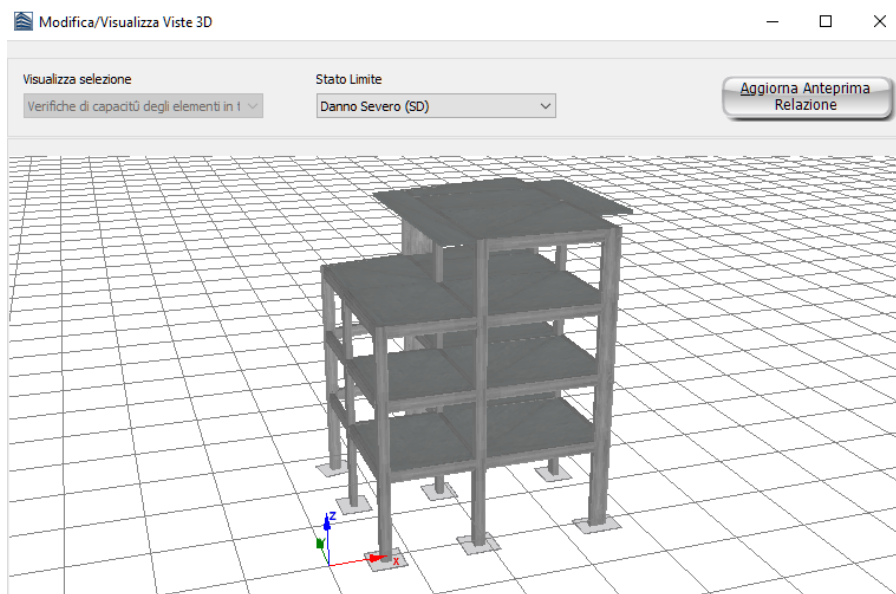 Modifica/Visualizza Viste 3D
Visualizza selezione
Stato Limite
Verifiche di capacitû degli elementi in t
Danno Severo (SD)
Aggiorna Anteprima
Relazione
z
y
x